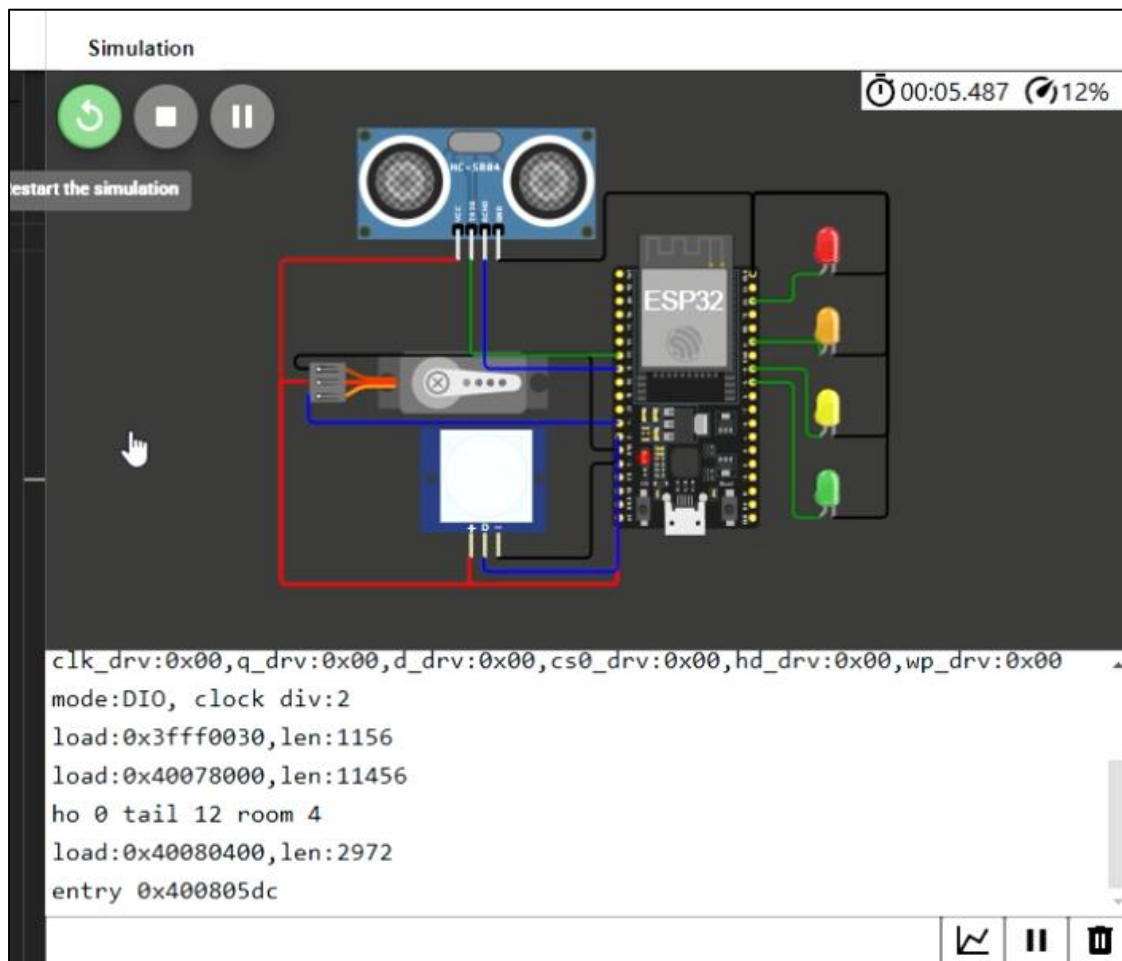 Simulation
00:05.487 12%
estart the simulation
HC-SR04
VCC
TRIG
ECHO
GND
ESP32
+ D -
clk_drv:0x00,q_drv:0x00,d_drv:0x00,cs0_drv:0x00,hd_drv:0x00,wp_drv:0x00
mode:DIO, clock div:2
load:0x3fff0030,len:1156
load:0x40078000,len:11456
ho 0 tail 12 room 4
load:0x40080400,len:2972
entry 0x400805dc